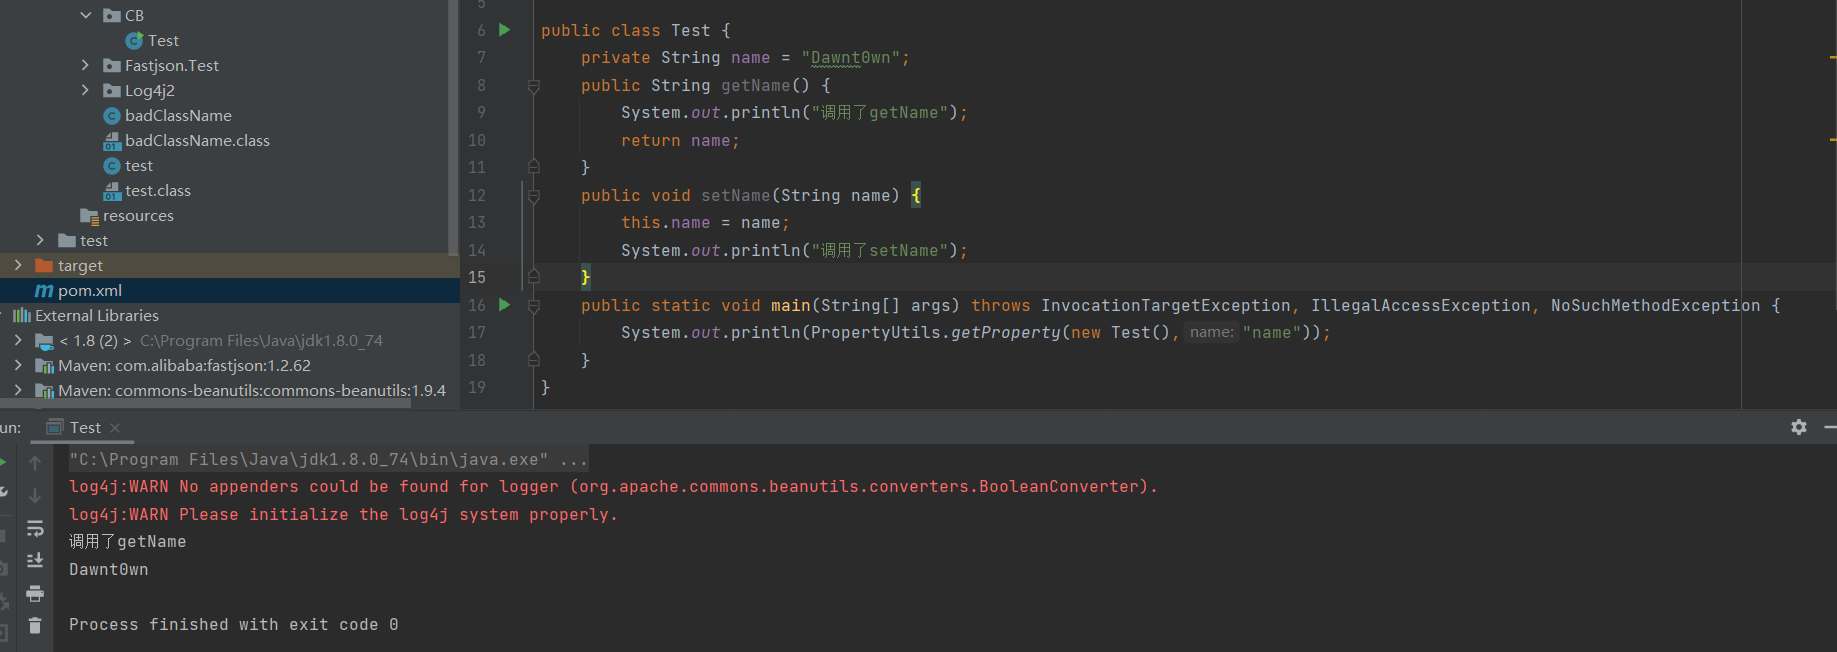 CB
Test
Fastjson.Test
Log4j2
badClassName
badClassName.class
test
test.class
resources
test
target
pom.xml
External Libraries
< 1.8 (2) > C:\Program Files\Java\jdk1.8.0_74
Maven: com.alibaba:fastjson:1.2.62
Maven: commons-beanutils:commons-beanutils:1.9.4
5
6 public class Test {
7 private String name = "Dawnt0wn";
8 public String getName() {
9 System.out.println("调用了getName");
10 return name;
11 }
12 public void setName(String name) {
13 this.name = name;
14 System.out.println("调用了setName");
15 }
16 public static void main(String[] args) throws InvocationTargetException, IllegalAccessException, NoSuchMethodException {
17 System.out.println(PropertyUtils.getProperty(new Test(), name: "name"));
18 }
19 }
un: Test
"C:\Program Files\Java\jdk1.8.0_74\bin\java.exe" ...
log4j:WARN No appenders could be found for logger (org.apache.commons.beanutils.converters.BooleanConverter).
log4j:WARN Please initialize the log4j system properly.
调用了getName
Dawnt0wn
Process finished with exit code 0